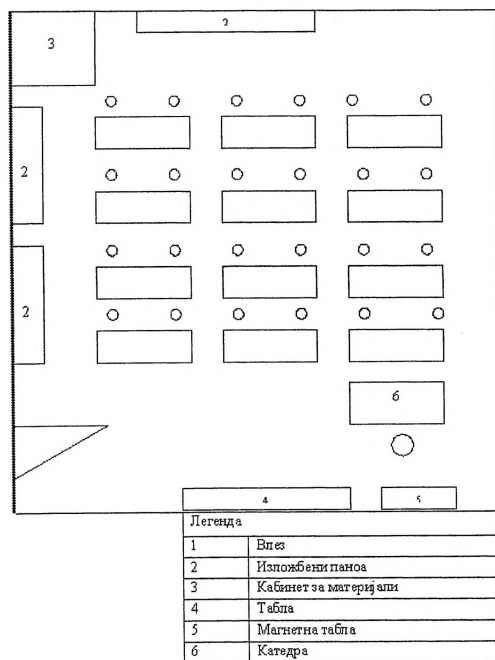 2
3
2
2
6
4
5
Легенда
1 Влез
2 Изложбени паноа
3 Кабинет за материјали
4 Табла
5 Магнетна табла
6 Катедра